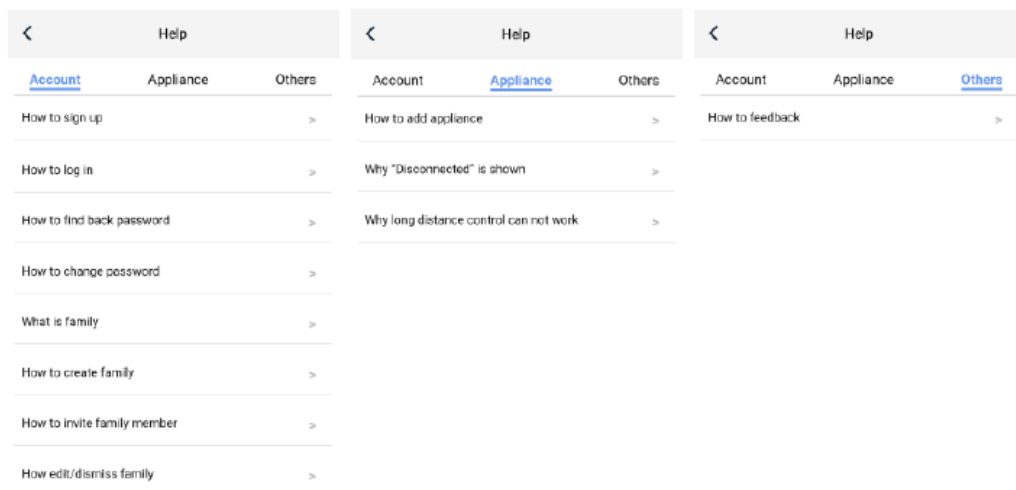 Help
Account Appliance Others
How to sign up >
How to log in >
How to find back password >
How to change password >
What is family >
How to create family >
How to invite family member >
How edit/dismiss family >
Help
Account Appliance Others
How to add appliance >
Why "Disconnected" is shown >
Why long distance control can not work >
Help
Account Appliance Others
How to feedback >